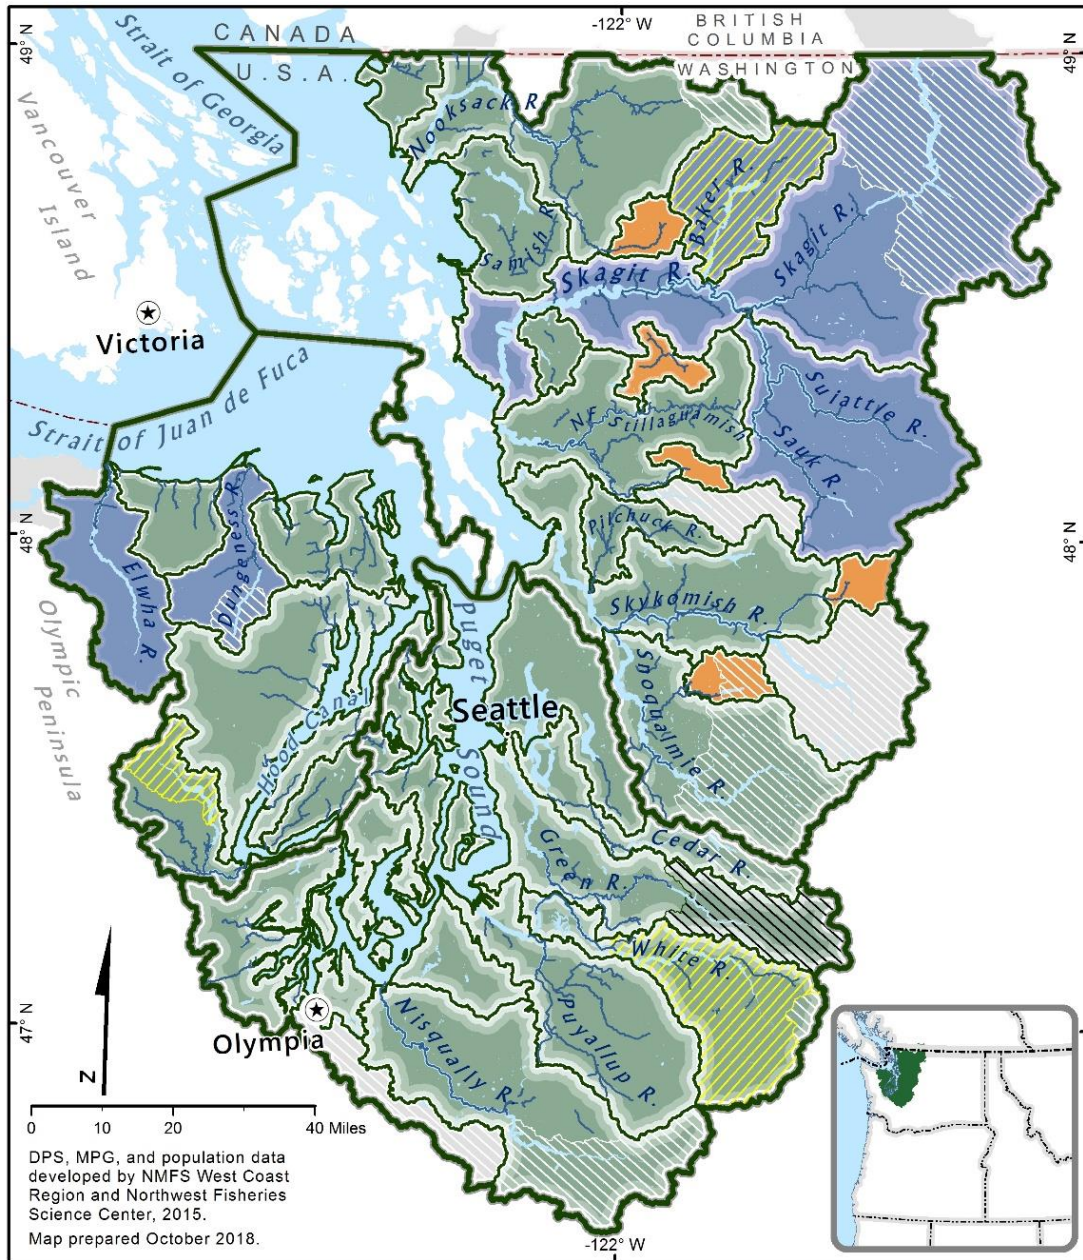 -122° W
BRITISH
COLUMBIA
CANADA
49° N
49° N
U.S.A.
WASHINGTON
Strait of Georgia
Vancouver
Island
Nooksack R.
Baker R.
Samish R.
Skagit R.
Skagit R.
Victoria
Strait of Juan de Fuca
Suiattle R.
NF Stillaguamish
Sauk R.
48° N
48° N
Pilchuck R.
Dungeness R.
Elwha R.
Skykomish R.
Olympic
Peninsula
Puget Sound
Snoqualmie R.
Seattle
Hood Canal
Cedar R.
Green R.
White R.
47° N
47° N
Nisqually R.
Puyallup R.
Olympia
N
0 10 20 40 Miles
DPS, MPG, and population data
developed by NMFS West Coast
Region and Northwest Fisheries
Science Center, 2015.
Map prepared October 2018.
-122° W